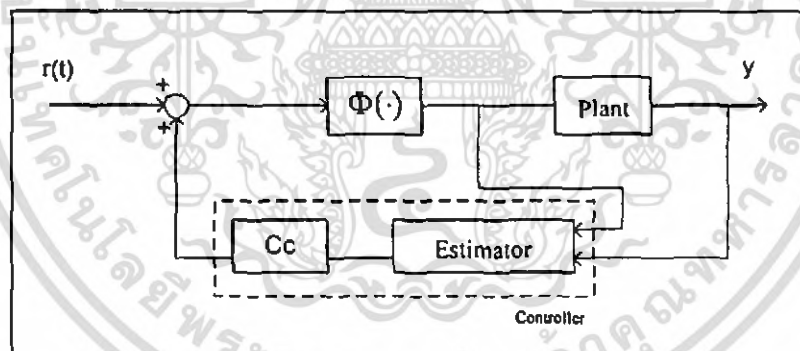 r(t)
+
+
Φ(·)
Plant
y
Cc
Estimator
Controller